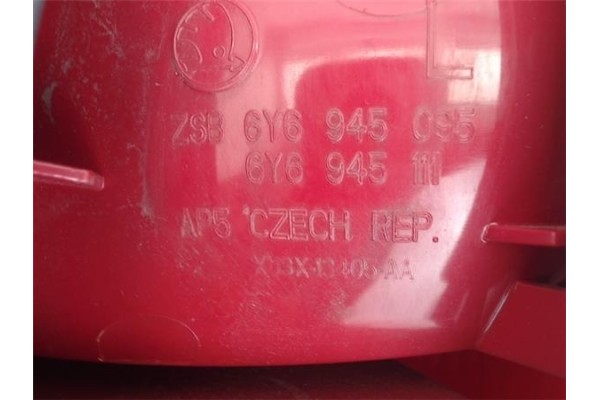 L
ZSB 6Y6 945 095
6Y6 945 111
AP5 CZECH REP.